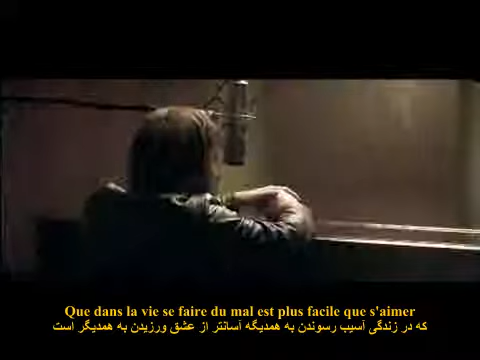 Que dans la vie se faire du mal est plus facile que s'aimer
که در زندگی آسیب رسوندن به همدیگه آسانتر از عشق ورزیدن به همدیگر است